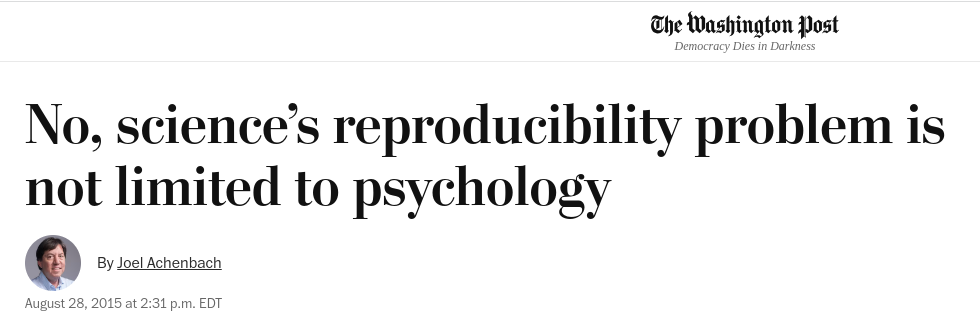 The Washington Post
Democracy Dies in Darkness
No, science’s reproducibility problem is
not limited to psychology
By Joel Achenbach
August 28, 2015 at 2:31 p.m. EDT